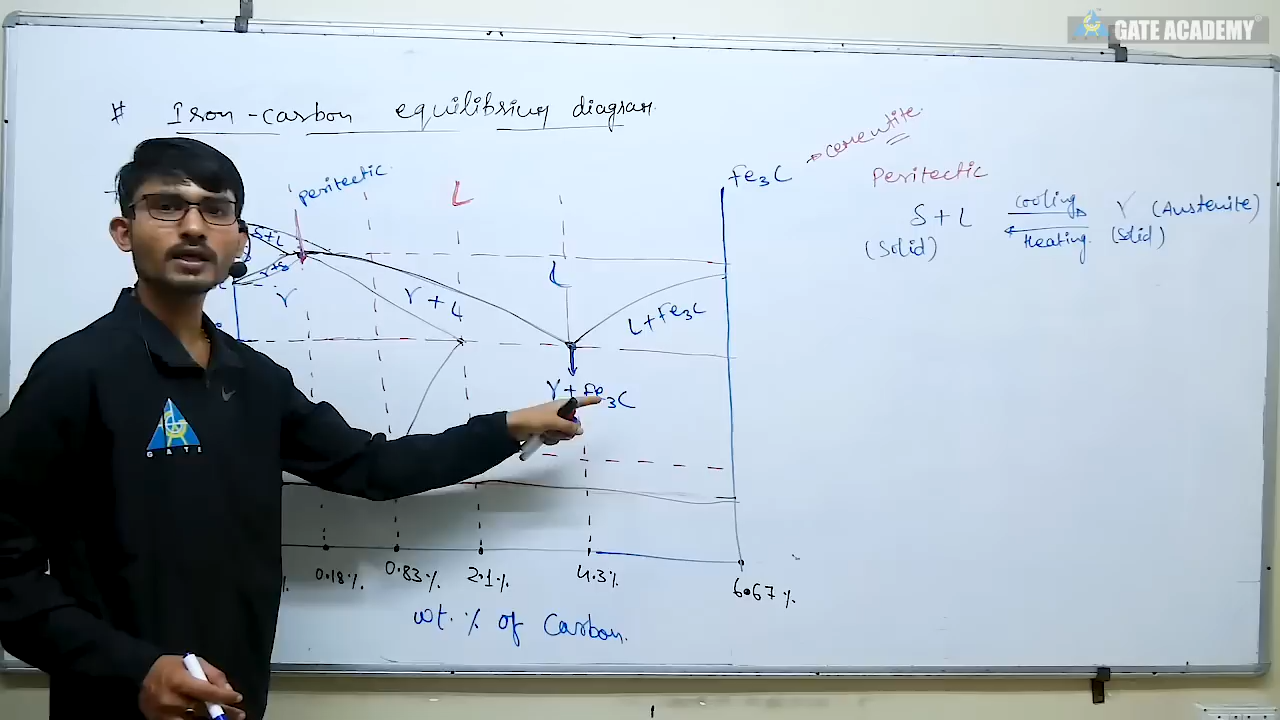 GATE ACADEMY
# Iron-carbon equilibrium diagram
Fe3C → cementite
peritectic
L
Peritectic
δ + L cooling γ (Austenite)
(Solid) Heating (Solid)
δ+L
γ+δ
γ
γ + L
L
L + Fe3C
γ + Fe3C
GATE
0.18% 0.83% 2.1% 4.3% 6.67%
wt. % of Carbon.